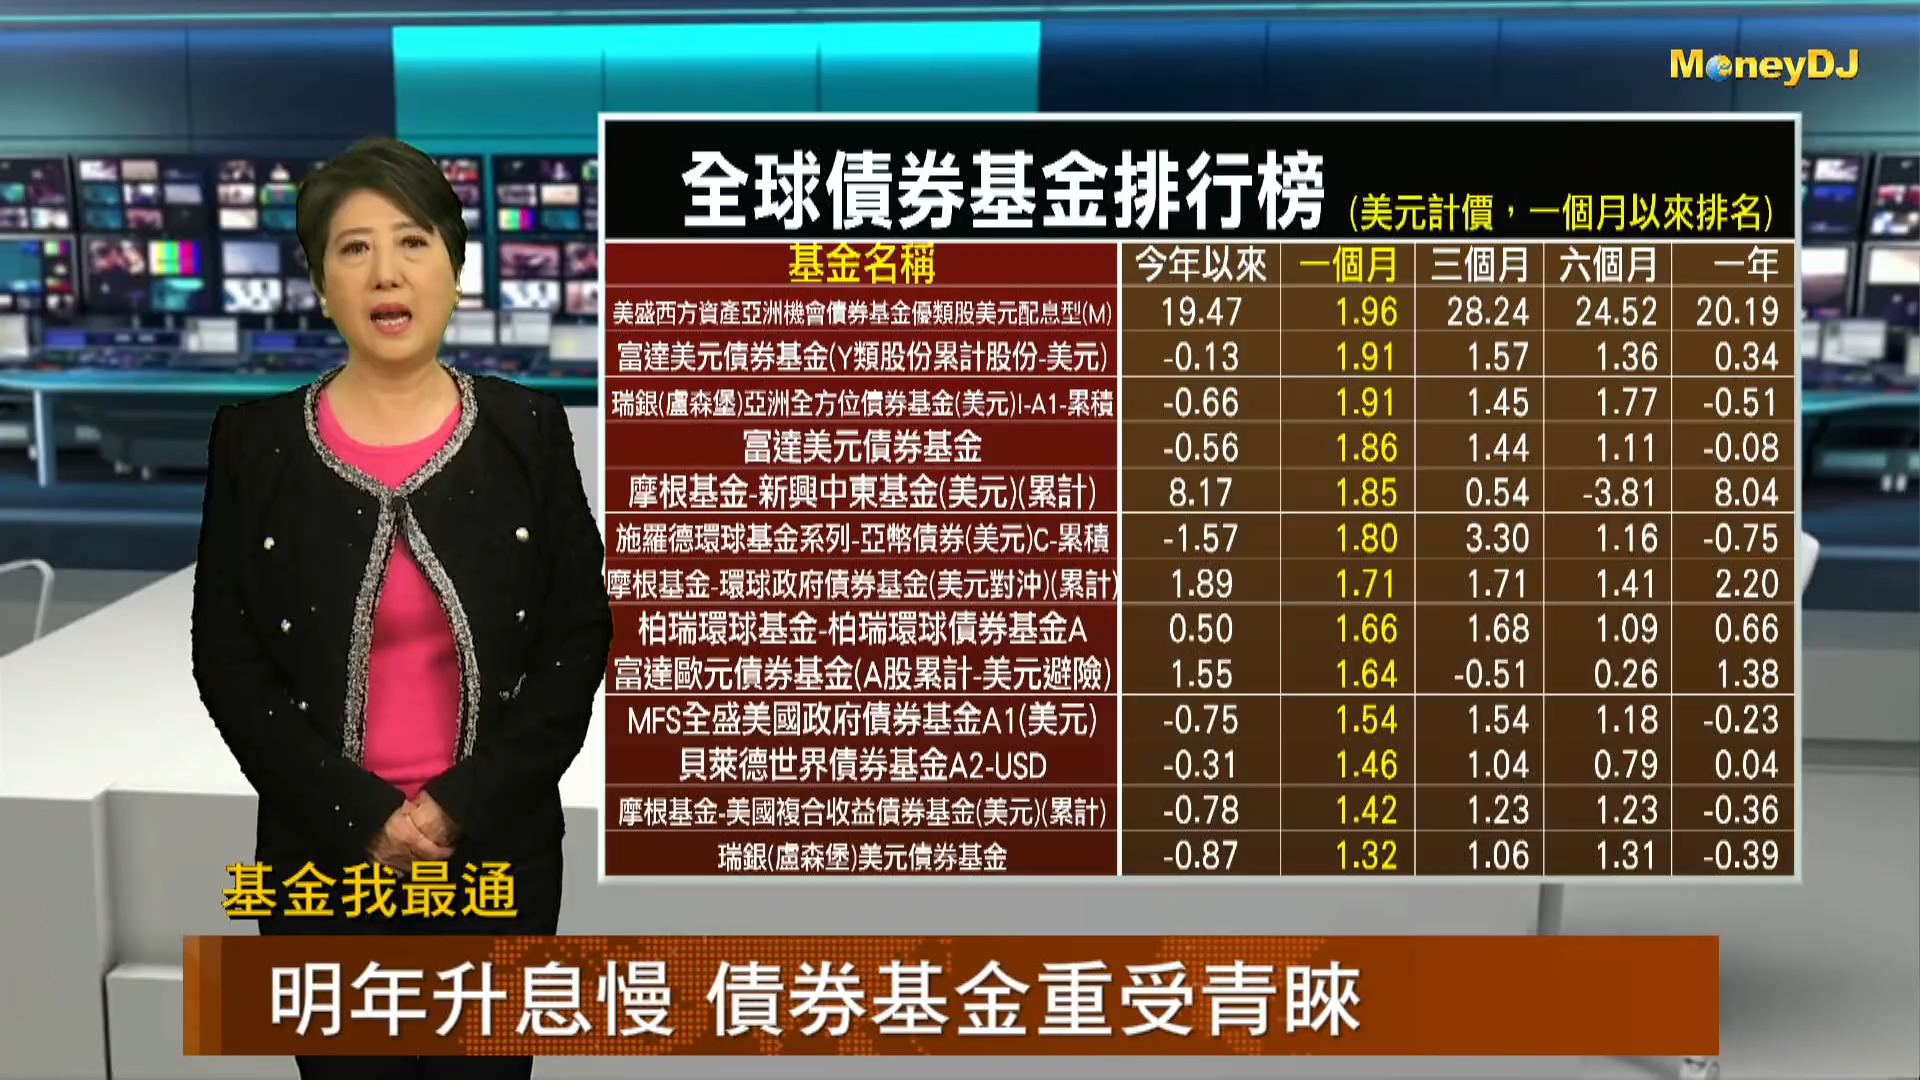 MoneyDJ
全球債券基金排行榜 (美元計價，一個月以來排名)
基金名稱 今年以來 一個月 三個月 六個月 一年
美盛西方資產亞洲機會債券基金優類股美元配息型(M) 19.47 1.96 28.24 24.52 20.19
富達美元債券基金(Y類股份累計股份-美元) -0.13 1.91 1.57 1.36 0.34
瑞銀(盧森堡)亞洲全方位債券基金(美元)I-A1-累積 -0.66 1.91 1.45 1.77 -0.51
富達美元債券基金 -0.56 1.86 1.44 1.11 -0.08
摩根基金-新興中東基金(美元)(累計) 8.17 1.85 0.54 -3.81 8.04
施羅德環球基金系列-亞幣債券(美元)C-累積 -1.57 1.80 3.30 1.16 -0.75
摩根基金-環球政府債券基金(美元對沖)(累計) 1.89 1.71 1.71 1.41 2.20
柏瑞環球基金-柏瑞環球債券基金A 0.50 1.66 1.68 1.09 0.66
富達歐元債券基金(A股累計-美元避險) 1.55 1.64 -0.51 0.26 1.38
MFS全盛美國政府債券基金A1(美元) -0.75 1.54 1.54 1.18 -0.23
貝萊德世界債券基金A2-USD -0.31 1.46 1.04 0.79 0.04
摩根基金-美國複合收益債券基金(美元)(累計) -0.78 1.42 1.23 1.23 -0.36
瑞銀(盧森堡)美元債券基金 -0.87 1.32 1.06 1.31 -0.39
基金我最通
明年升息慢 債券基金重受青睞